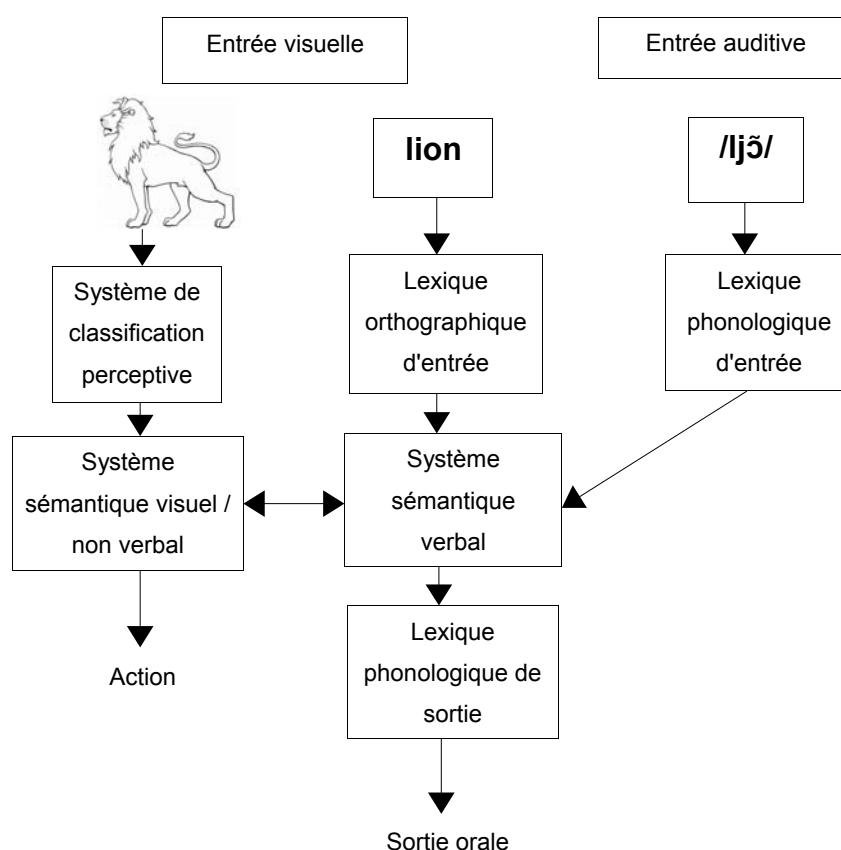 Entrée visuelle
Entrée auditive
lion
/ljɔ̃/
Système de
classification
perceptive
Lexique
orthographique
d'entrée
Lexique
phonologique
d'entrée
Système
sémantique visuel /
non verbal
Système
sémantique
verbal
Action
Lexique
phonologique de
sortie
Sortie orale